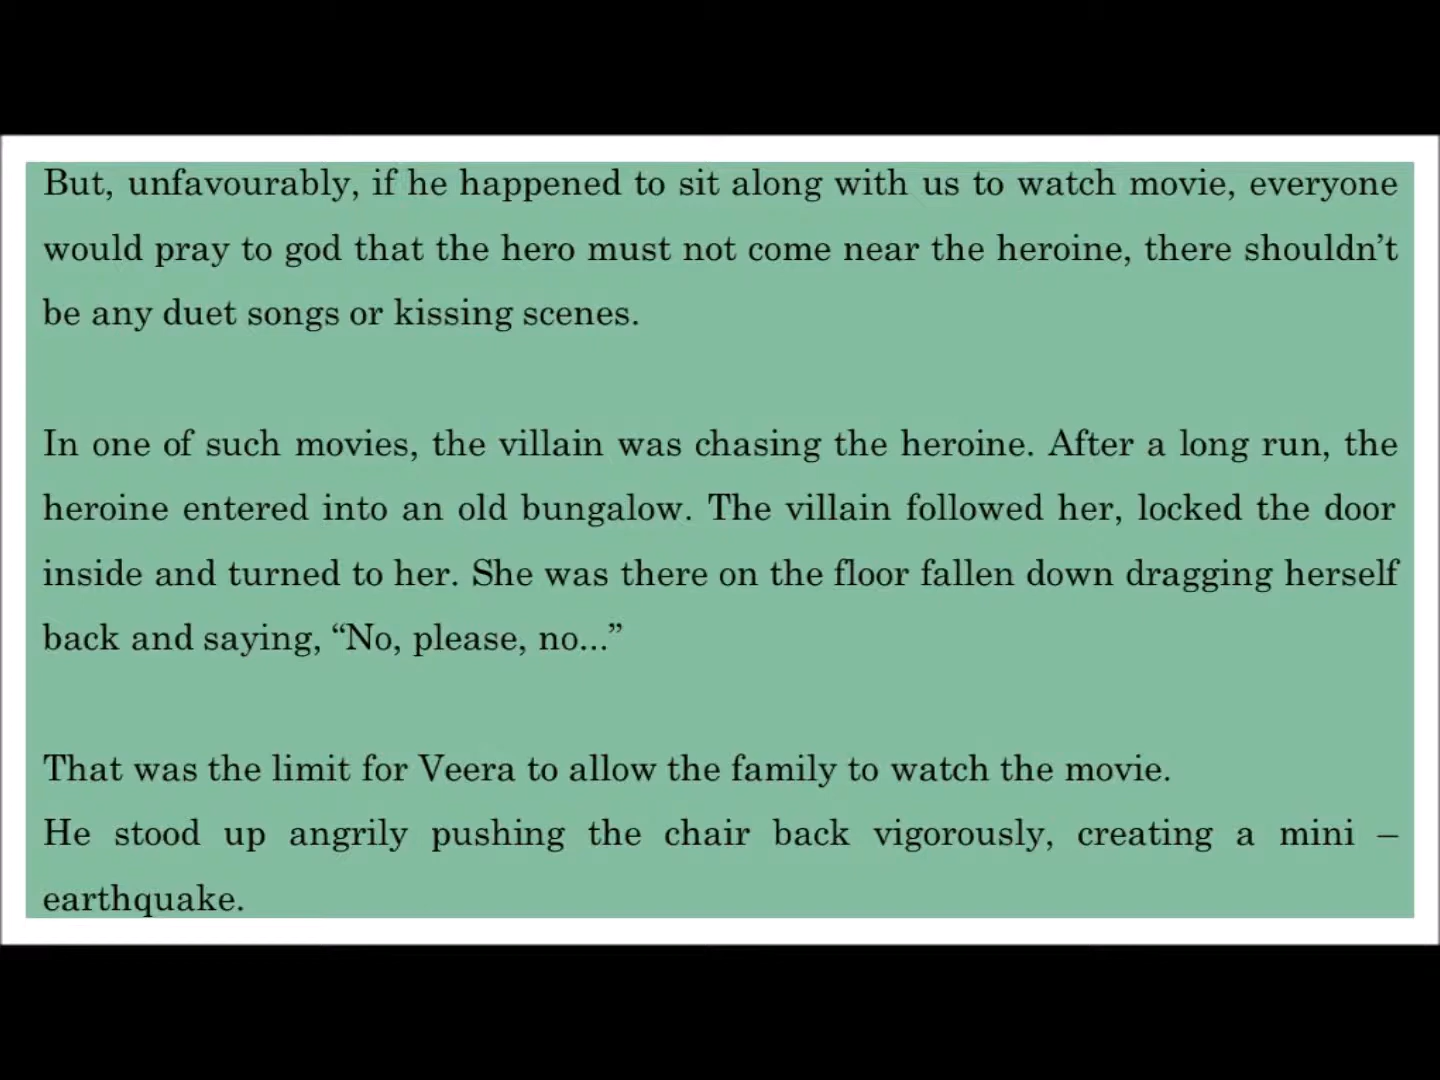 But, unfavourably, if he happened to sit along with us to watch movie, everyone
would pray to god that the hero must not come near the heroine, there shouldn’t
be any duet songs or kissing scenes.
In one of such movies, the villain was chasing the heroine. After a long run, the
heroine entered into an old bungalow. The villain followed her, locked the door
inside and turned to her. She was there on the floor fallen down dragging herself
back and saying, “No, please, no...”
That was the limit for Veera to allow the family to watch the movie.
He stood up angrily pushing the chair back vigorously, creating a mini –
earthquake.